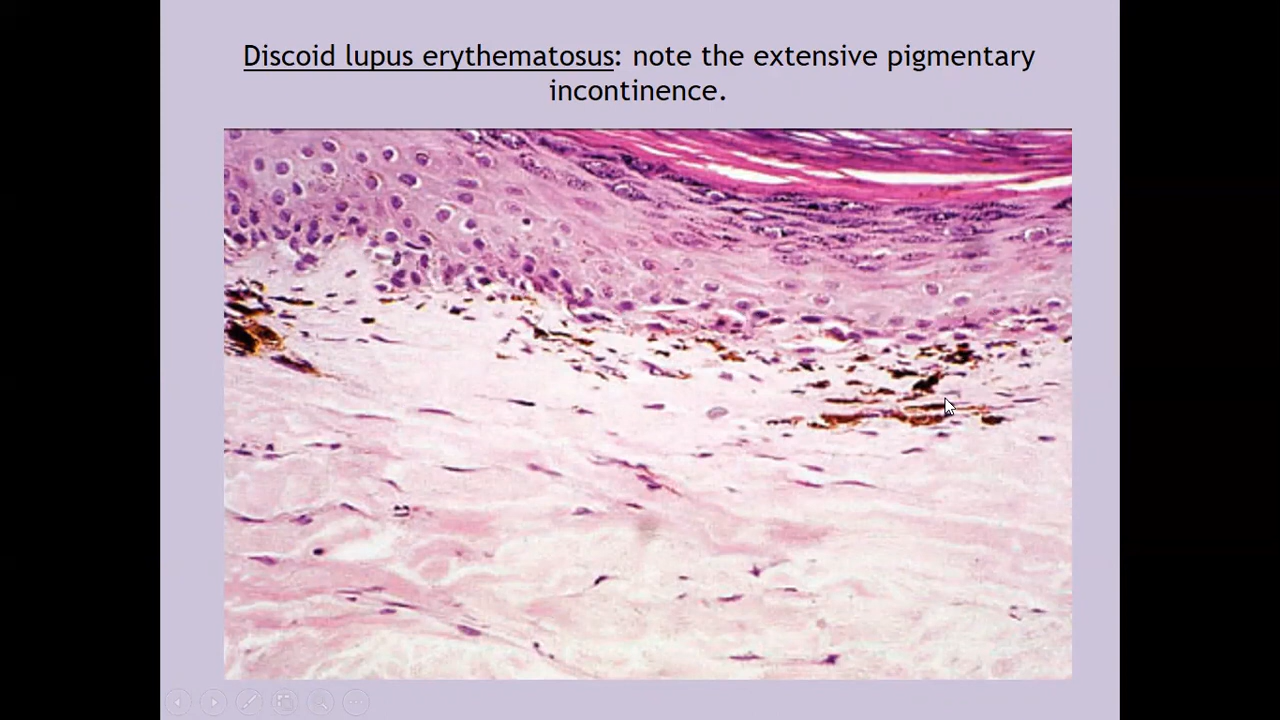 Discoid lupus erythematosus: note the extensive pigmentary
incontinence.